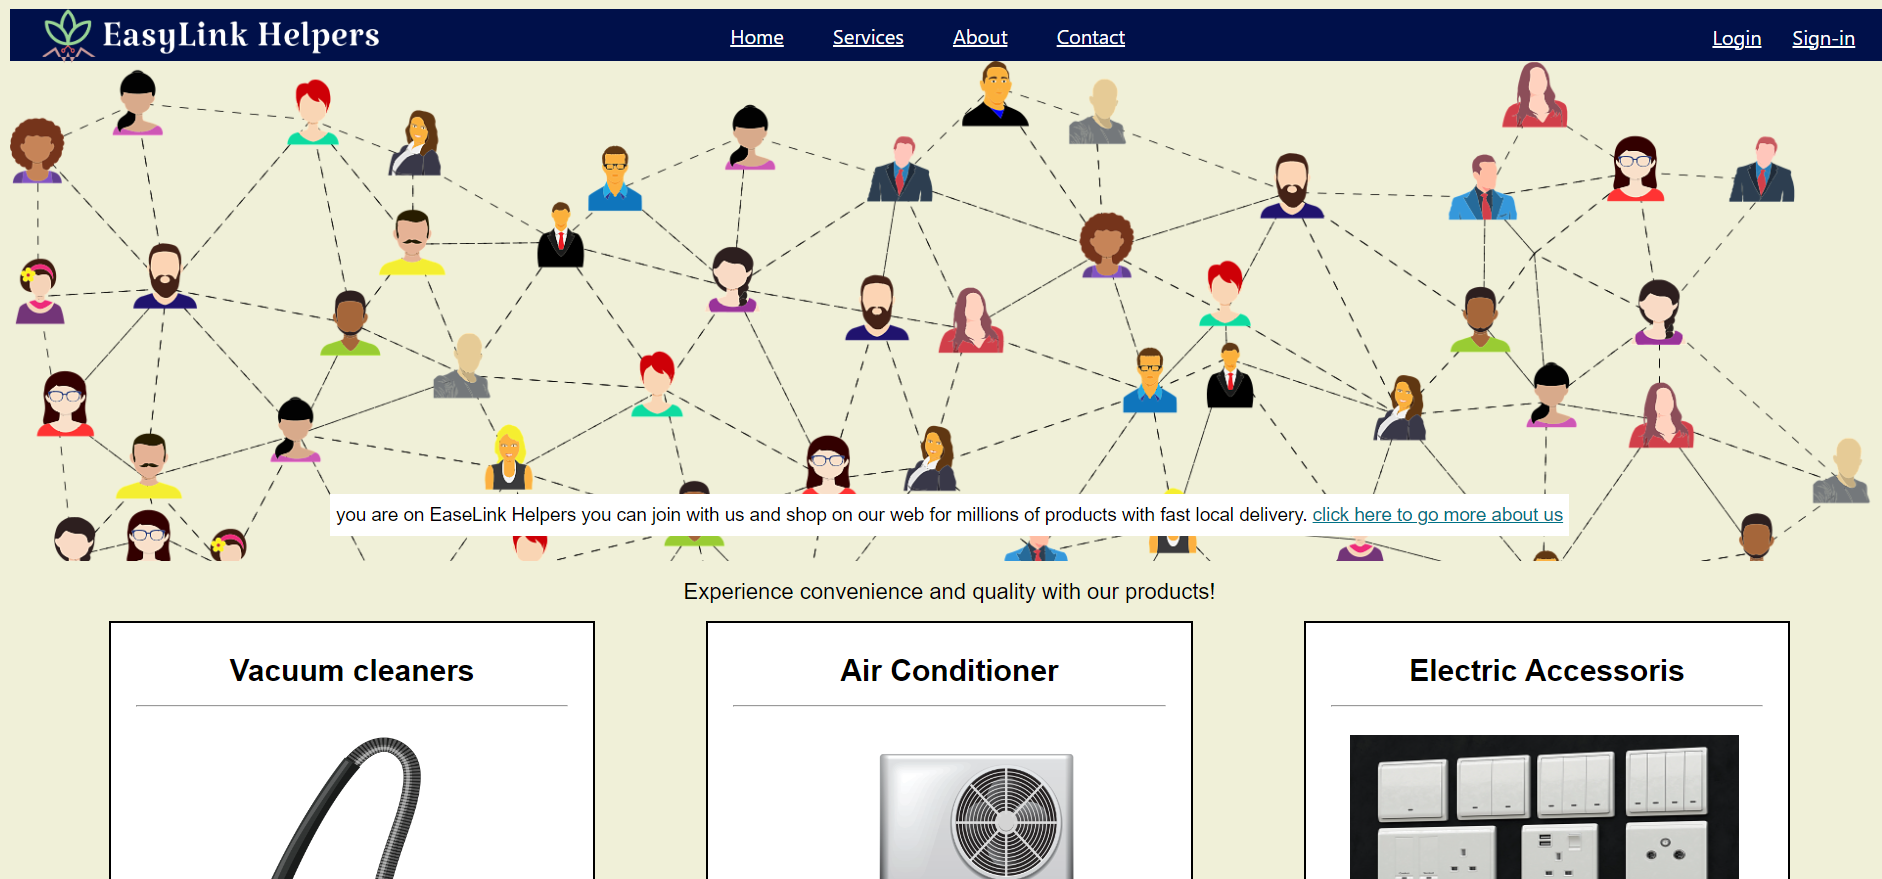 EasyLink Helpers
Home Services About Contact
Login Sign-in
you are on EaseLink Helpers you can join with us and shop on our web for millions of products with fast local delivery. click here to go more about us
Experience convenience and quality with our products!
Vacuum cleaners
Air Conditioner
Electric Accessoris